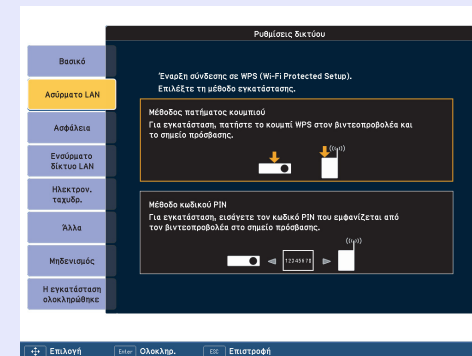 Ρυθμίσεις δικτύου
Βασικό
Ασύρματο LAN
Ασφάλεια
Ενσύρματο
δίκτυο LAN
Ηλεκτρον.
ταχυδρ.
Άλλα
Μηδενισμός
Η εγκατάσταση
ολοκληρώθηκε
Έναρξη σύνδεσης σε WPS (Wi-Fi Protected Setup).
Επιλέξτε τη μέθοδο εγκατάστασης.
Μέθοδος πατήματος κουμπιού
Για εγκατάσταση, πατήστε το κουμπί WPS στον βιντεοπροβολέα και
το σημείο πρόσβασης.
Μέθοδο κωδικού PIN
Για εγκατάσταση, εισάγετε τον κωδικό PIN που εμφανίζεται από
τον βιντεοπροβολέα στο σημείο πρόσβασης.
12345678
Επιλογή Enter Ολοκληρ. ESC Επιστροφή